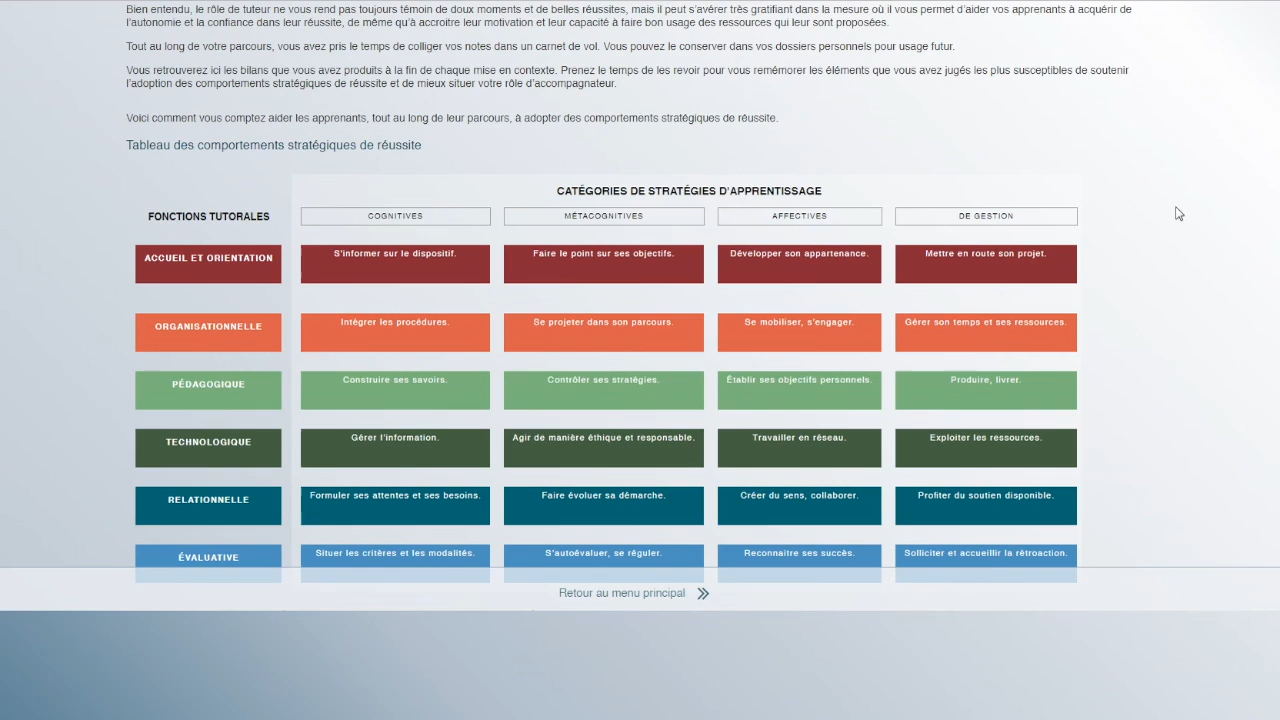 Bien entendu, le rôle de tuteur ne vous rend pas toujours témoin de doux moments et de belles réussites, mais il peut s'avérer très gratifiant dans la mesure où il vous permet d'aider vos apprenants à acquérir de
l'autonomie et la confiance dans leur réussite, de même qu'à accroitre leur motivation et leur capacité à faire bon usage des ressources qui leur sont proposées.
Tout au long de votre parcours, vous avez pris le temps de colliger vos notes dans un carnet de vol. Vous pouvez le conserver dans vos dossiers personnels pour usage futur.
Vous retrouverez ici les bilans que vous avez produits à la fin de chaque mise en contexte. Prenez le temps de les revoir pour vous remémorer les éléments que vous avez jugés les plus susceptibles de soutenir
l'adoption des comportements stratégiques de réussite et de mieux situer votre rôle d'accompagnateur.
Voici comment vous comptez aider les apprenants, tout au long de leur parcours, à adopter des comportements stratégiques de réussite.
Tableau des comportements stratégiques de réussite
CATÉGORIES DE STRATÉGIES D'APPRENTISSAGE
FONCTIONS TUTORALES
COGNITIVES
MÉTACOGNITIVES
AFFECTIVES
DE GESTION
ACCUEIL ET ORIENTATION
S'informer sur le dispositif.
Faire le point sur ses objectifs.
Développer son appartenance.
Mettre en route son projet.
ORGANISATIONNELLE
Intégrer les procédures.
Se projeter dans son parcours.
Se mobiliser, s'engager.
Gérer son temps et ses ressources.
PÉDAGOGIQUE
Construire ses savoirs.
Contrôler ses stratégies.
Établir ses objectifs personnels.
Produire, livrer.
TECHNOLOGIQUE
Gérer l'information.
Agir de manière éthique et responsable.
Travailler en réseau.
Exploiter les ressources.
RELATIONNELLE
Formuler ses attentes et ses besoins.
Faire évoluer sa démarche.
Créer du sens, collaborer.
Profiter du soutien disponible.
ÉVALUATIVE
Situer les critères et les modalités.
S'autoévaluer, se réguler.
Reconnaitre ses succès.
Solliciter et accueillir la rétroaction.
Retour au menu principal